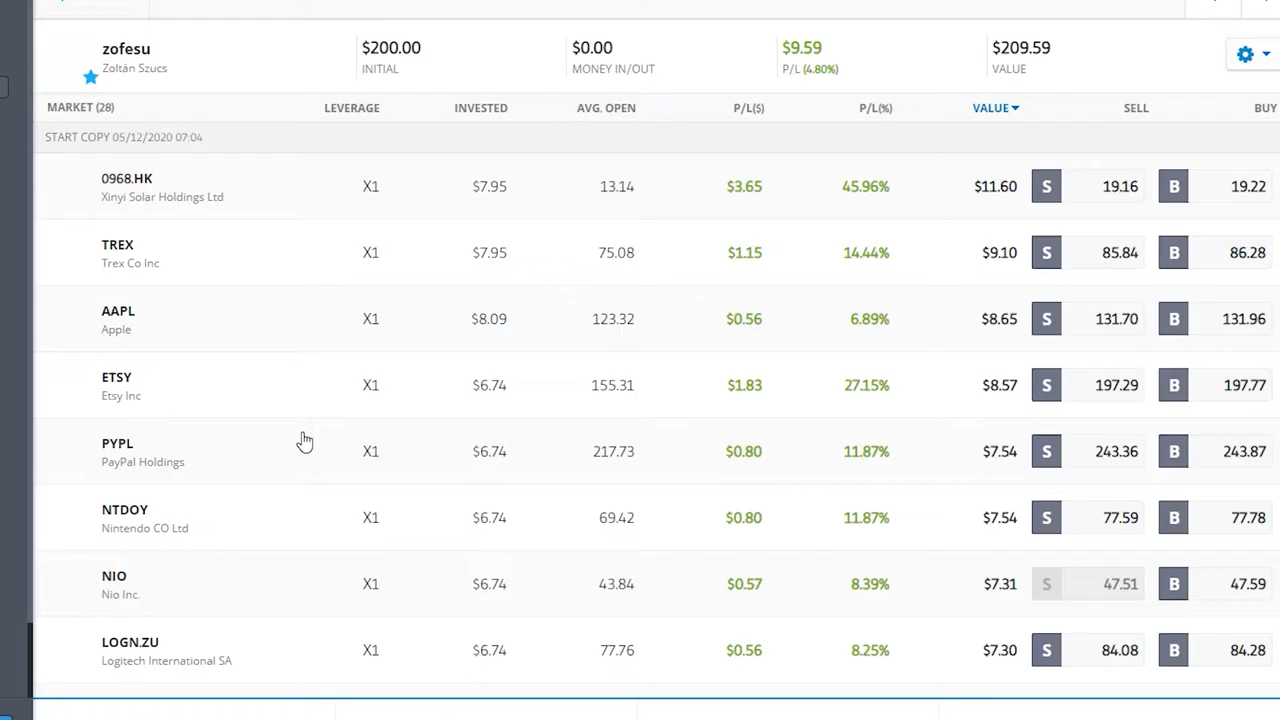 zofesu
Zoltán Szucs
$200.00
INITIAL
$0.00
MONEY IN/OUT
$9.59
P/L (4.80%)
$209.59
VALUE
MARKET (28) LEVERAGE INVESTED AVG. OPEN P/L($) P/L(%) VALUE SELL BUY
START COPY 05/12/2020 07:04
0968.HK
Xinyi Solar Holdings Ltd
X1 $7.95 13.14 $3.65 45.96% $11.60 S 19.16 B 19.22
TREX
Trex Co Inc
X1 $7.95 75.08 $1.15 14.44% $9.10 S 85.84 B 86.28
AAPL
Apple
X1 $8.09 123.32 $0.56 6.89% $8.65 S 131.70 B 131.96
ETSY
Etsy Inc
X1 $6.74 155.31 $1.83 27.15% $8.57 S 197.29 B 197.77
PYPL
PayPal Holdings
X1 $6.74 217.73 $0.80 11.87% $7.54 S 243.36 B 243.87
NTDOY
Nintendo CO Ltd
X1 $6.74 69.42 $0.80 11.87% $7.54 S 77.59 B 77.78
NIO
Nio Inc.
X1 $6.74 43.84 $0.57 8.39% $7.31 S 47.51 B 47.59
LOGN.ZU
Logitech International SA
X1 $6.74 77.76 $0.56 8.25% $7.30 S 84.08 B 84.28